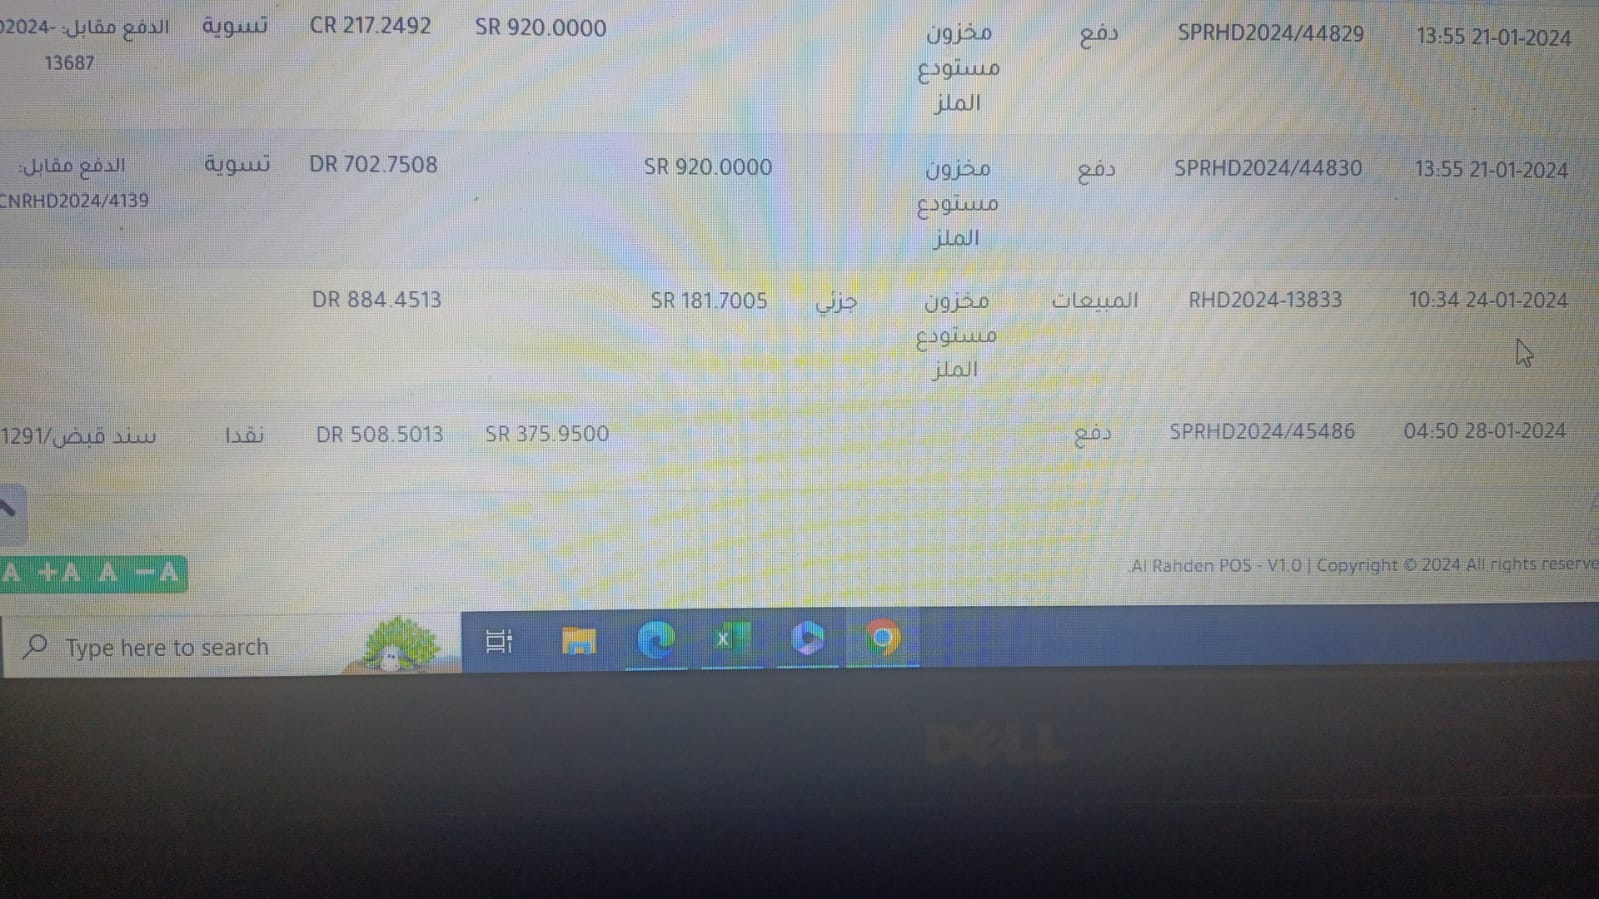 13:55 21-01-2024 SPRHD2024/44829 دفع مخزون SR 920.0000 CR 217.2492 تسوية الدفع مقابل: -2024
مستودع 13687
الملز
13:55 21-01-2024 SPRHD2024/44830 دفع مخزون SR 920.0000 DR 702.7508 تسوية الدفع مقابل:
مستودع CNRHD2024/4139
الملز
10:34 24-01-2024 RHD2024-13833 المبيعات مخزون جزئي SR 181.7005 DR 884.4513
مستودع
الملز
04:50 28-01-2024 SPRHD2024/45486 دفع SR 375.9500 DR 508.5013 نقدا سند قبض/1291
A +A A −A
.Al Rahden POS - V1.0 | Copyright © 2024 All rights reserve
Type here to search
DELL